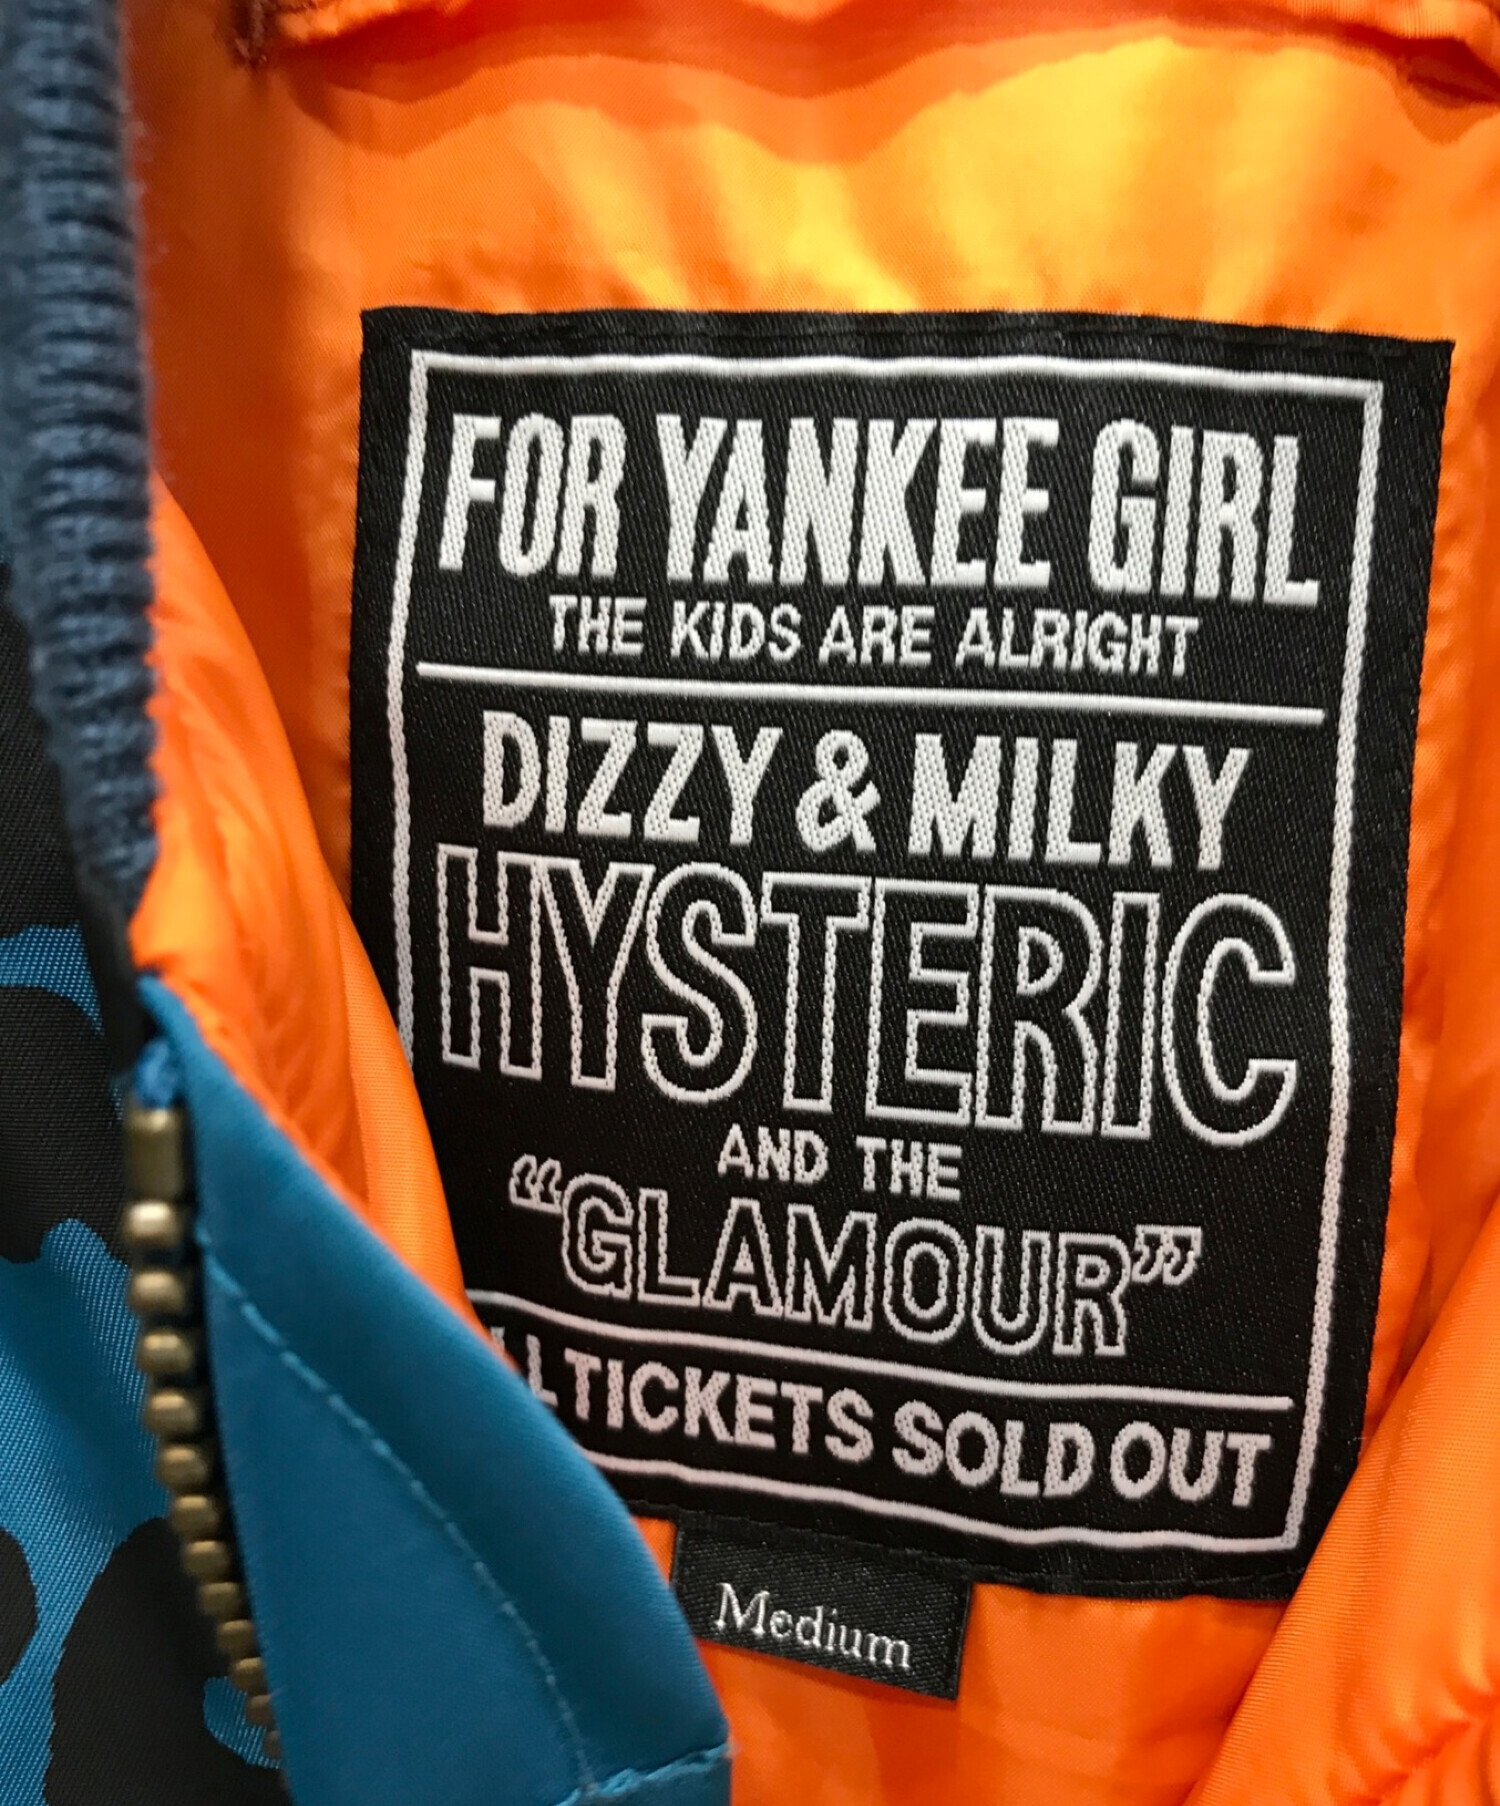 FOR YANKEE GIRL
THE KIDS ARE ALRIGHT
DIZZY & MILKY
HYSTERIC
AND THE
“GLAMOUR”
TICKETS SOLD OUT
Medium